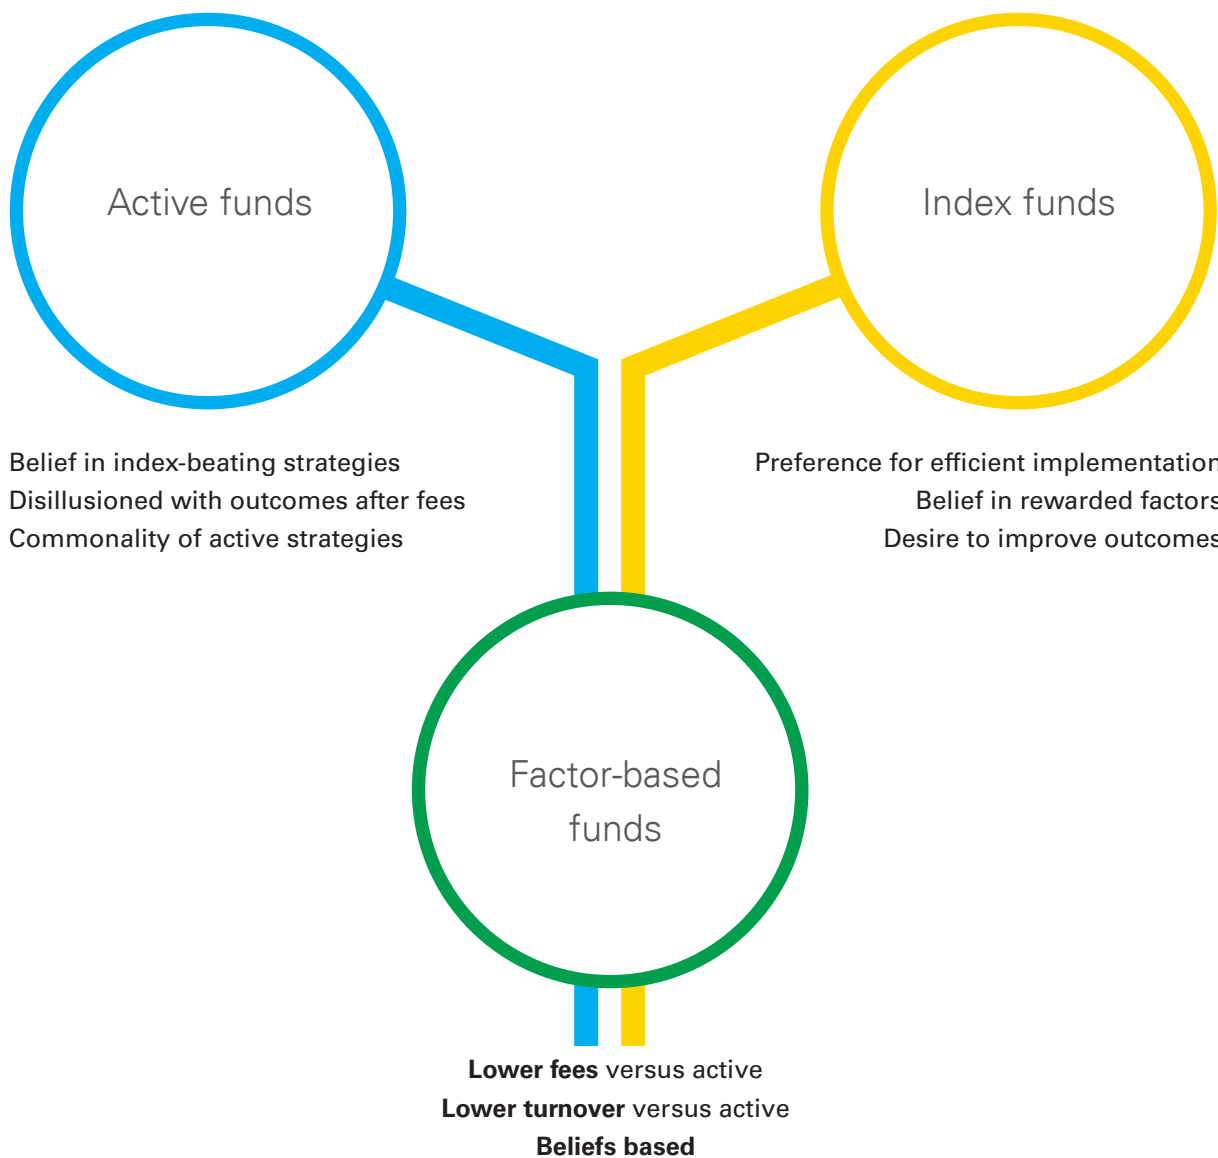 Active funds
Index funds
Belief in index-beating strategies
Disillusioned with outcomes after fees
Commonality of active strategies
Preference for efficient implementation
Belief in rewarded factors
Desire to improve outcomes
Factor-based
funds
Lower fees versus active
Lower turnover versus active
Beliefs based